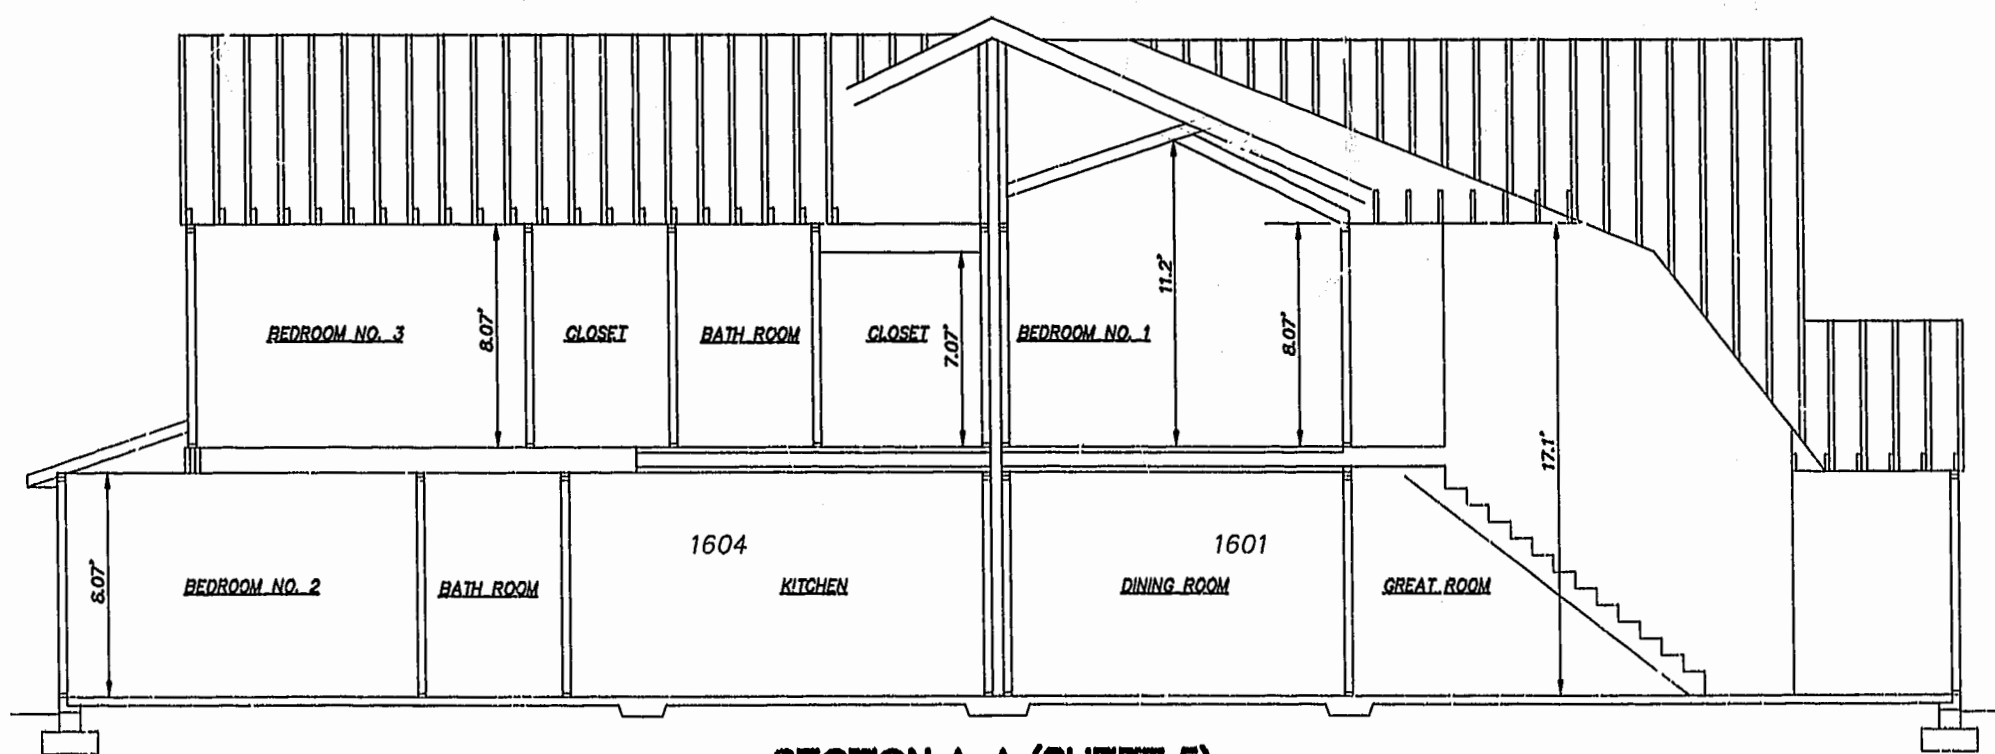 BEDROOM NO. 3
8.07'
CLOSET
BATH ROOM
CLOSET
7.07'
BEDROOM NO. 1
11.2'
8.07'
17.1'
8.07'
BEDROOM NO. 2
BATH ROOM
1604
KITCHEN
1601
DINING ROOM
GREAT ROOM